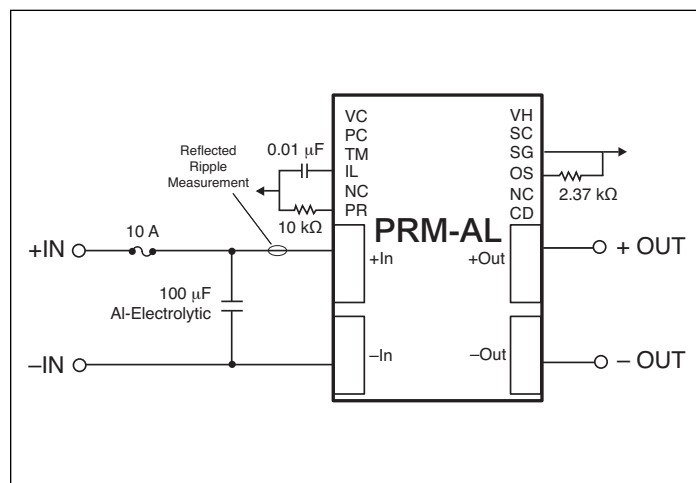 VC
PC
TM
IL
NC
PR
VH
SC
SG
OS
NC
CD
0.01 μF
10 kΩ
2.37 kΩ
Reflected
Ripple
Measurement
PRM-AL
10 A
+IN
+In
+Out
+ OUT
100 μF
Al-Electrolytic
–IN
–In
–Out
– OUT